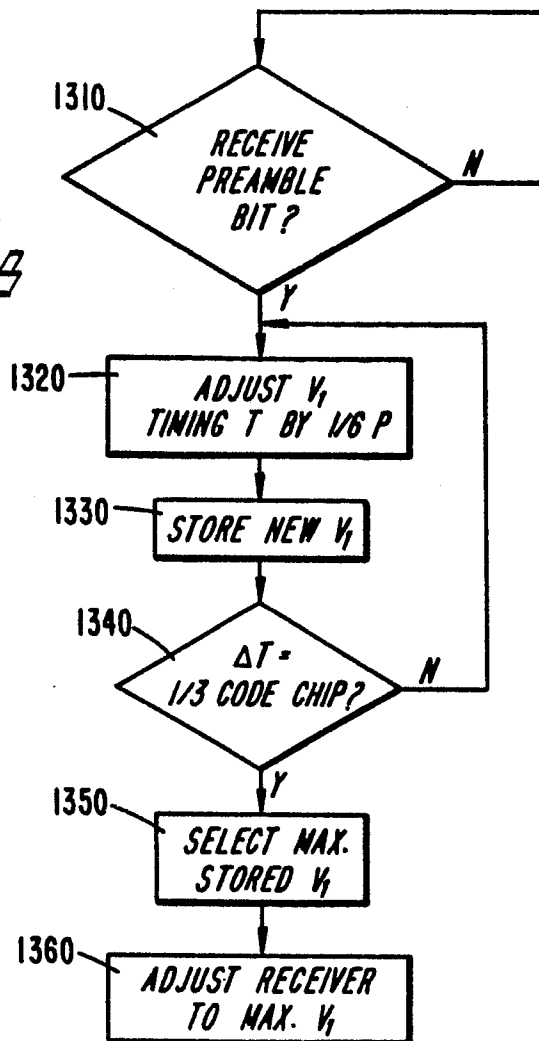 1310
RECEIVE
PREAMBLE
BIT?
N
Y
1320
ADJUST V1
TIMING T BY 1/6 P
1330
STORE NEW V1
1340
ΔT =
1/3 CODE CHIP?
N
Y
1350
SELECT MAX.
STORED V1
1360
ADJUST RECEIVER
TO MAX. V1